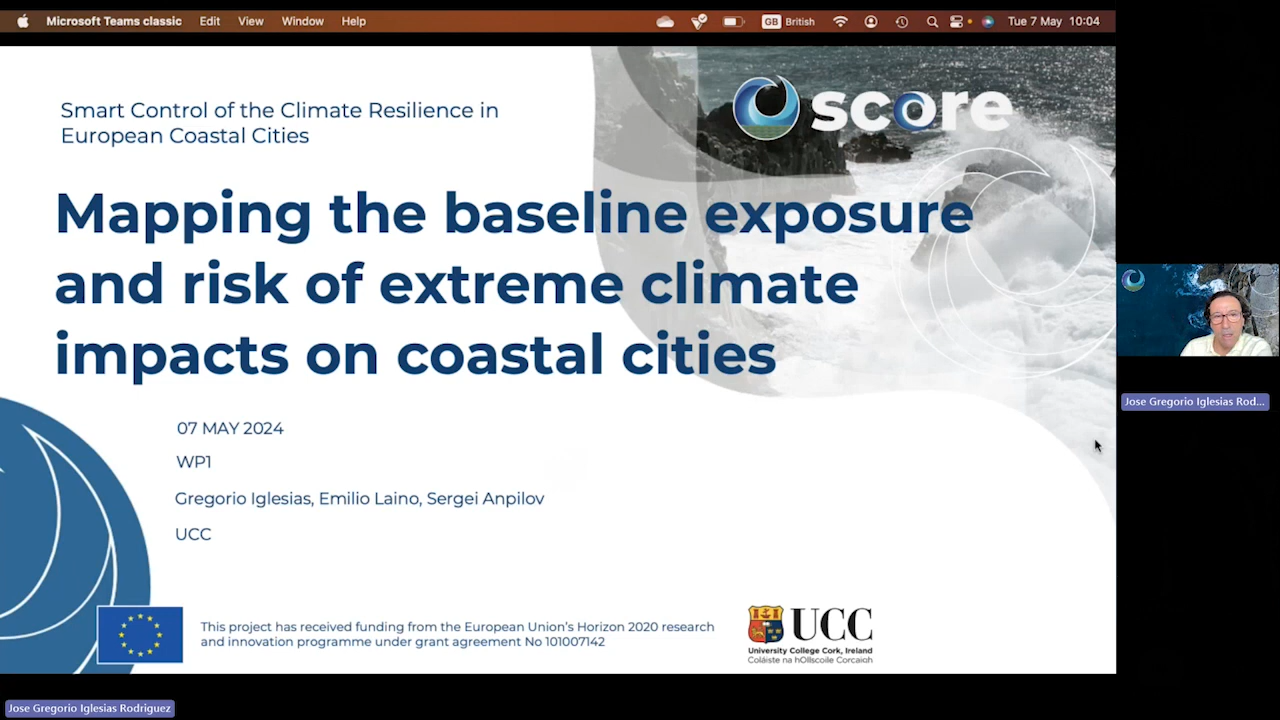 Microsoft Teams classic Edit View Window Help GB British Tue 7 May 10:04
Smart Control of the Climate Resilience in
European Coastal Cities
score
Mapping the baseline exposure
and risk of extreme climate
impacts on coastal cities
07 MAY 2024
WP1
Gregorio Iglesias, Emilio Laino, Sergei Anpilov
UCC
This project has received funding from the European Union's Horizon 2020 research
and innovation programme under grant agreement No 101007142
UCC
University College Cork, Ireland
Coláiste na hOllscoile Corcaigh
Jose Gregorio Iglesias Rod...
Jose Gregorio Iglesias Rodriguez